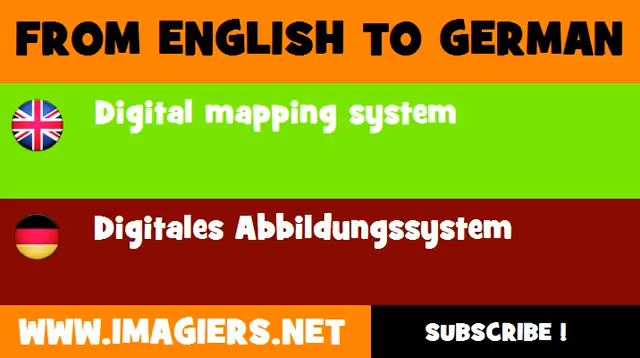 FROM ENGLISH TO GERMAN
Digital mapping system
Digitales Abbildungssystem
WWW.IMAGIERS.NET
SUBSCRIBE !